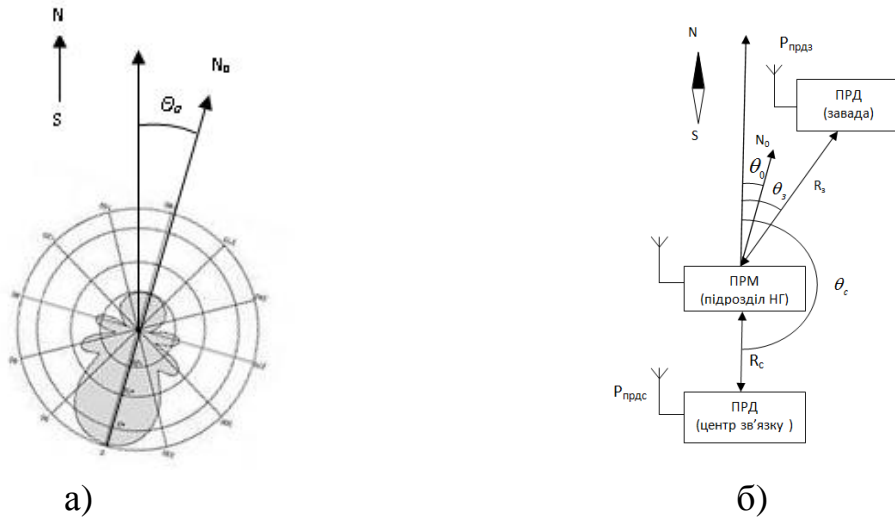 N
S
N₀
Θ₀
а)
N
S
Pпрдз
ПРД
(завада)
N₀
θ₀
θз
Rз
ПРМ
(підрозділ НГ)
θс
Rс
Pпрдс
ПРД
(центр зв'язку )
б)